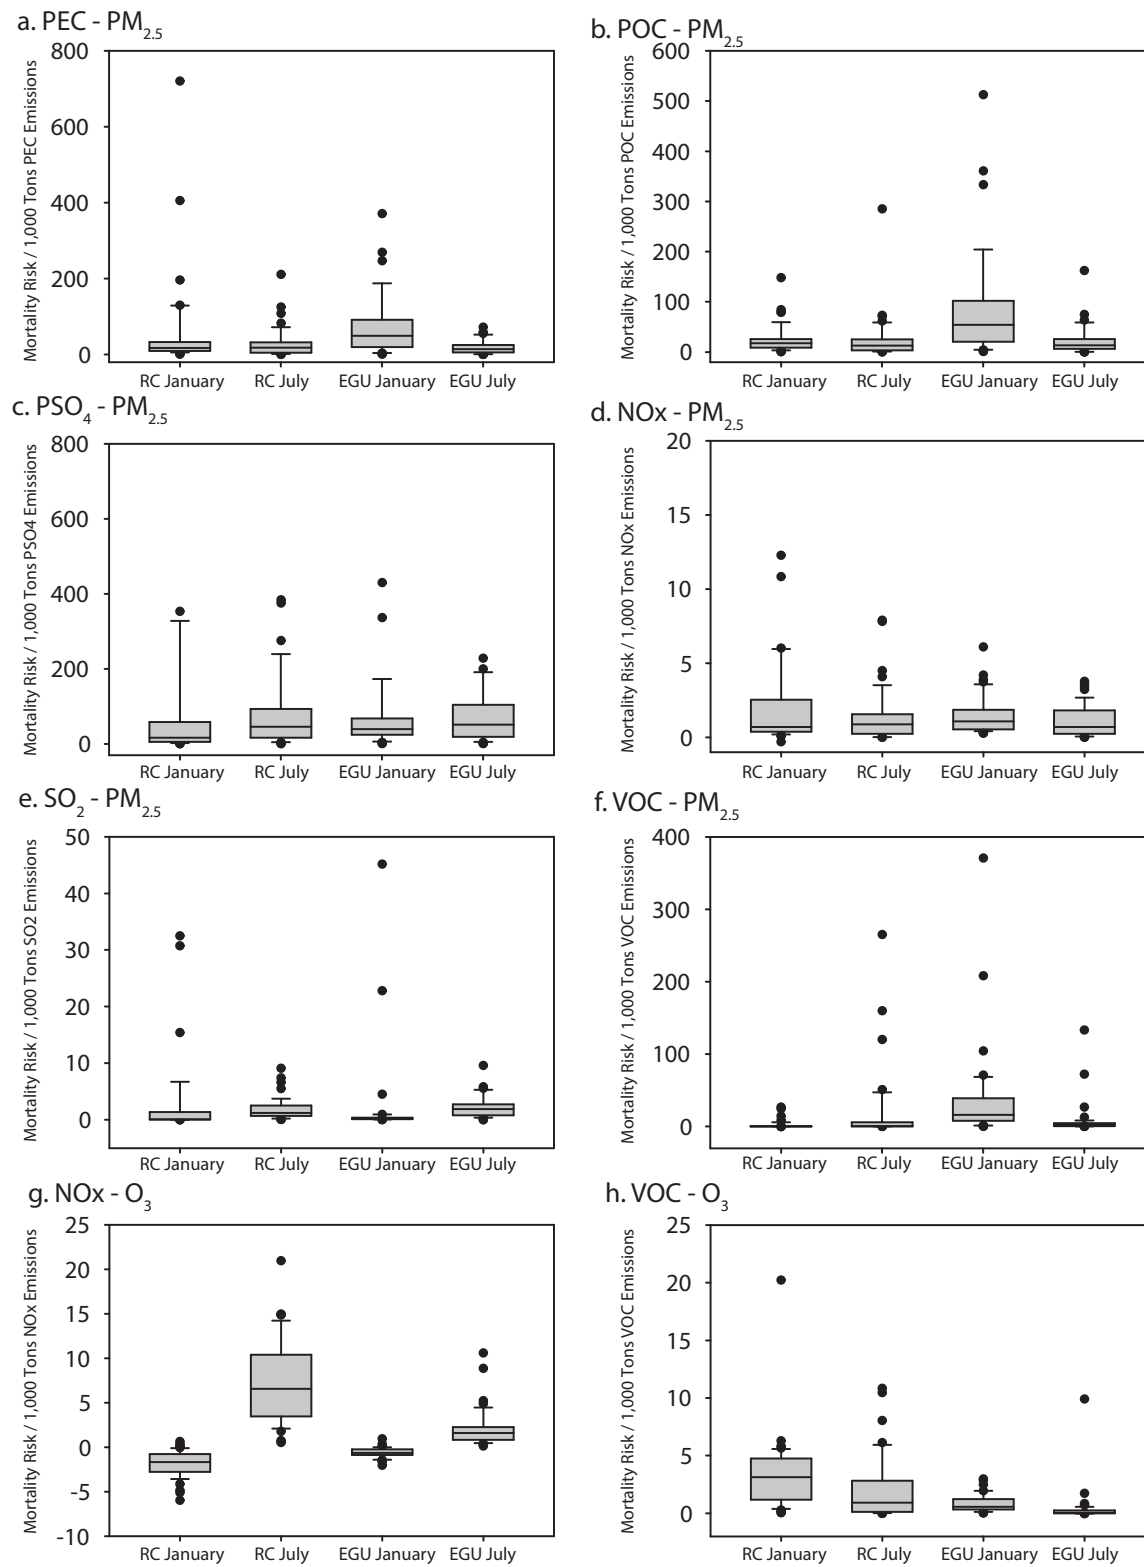 a. PEC - PM2.5
Mortality Risk / 1,000 Tons PEC Emissions
800
600
400
200
0
RC January RC July EGU January EGU July
b. POC - PM2.5
Mortality Risk / 1,000 Tons POC Emissions
600
500
400
300
200
100
0
RC January RC July EGU January EGU July
c. PSO4 - PM2.5
Mortality Risk / 1,000 Tons PSO4 Emissions
800
600
400
200
0
RC January RC July EGU January EGU July
d. NOx - PM2.5
Mortality Risk / 1,000 Tons NOx Emissions
20
15
10
5
0
RC January RC July EGU January EGU July
e. SO2 - PM2.5
Mortality Risk / 1,000 Tons SO2 Emissions
50
40
30
20
10
0
RC January RC July EGU January EGU July
f. VOC - PM2.5
Mortality Risk / 1,000 Tons VOC Emissions
400
300
200
100
0
RC January RC July EGU January EGU July
g. NOx - O3
Mortality Risk / 1,000 Tons NOx Emissions
25
20
15
10
5
0
-5
-10
RC January RC July EGU January EGU July
h. VOC - O3
Mortality Risk / 1,000 Tons VOC Emissions
25
20
15
10
5
0
RC January RC July EGU January EGU July